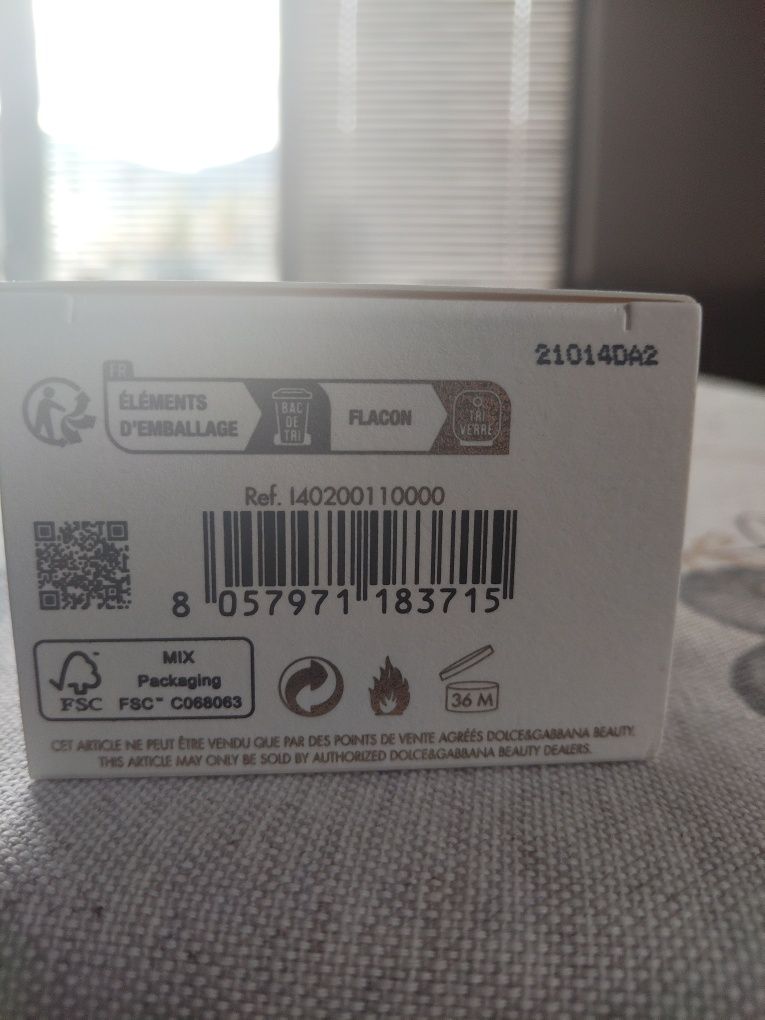 21014DA2
FR
ÉLÉMENTS
D'EMBALLAGE
BAC
DE
TRI
FLACON
TRI
VERRE
Ref. I40200110000
8 057971 183715
MIX
Packaging
FSC FSC™ C068063
36 M
CET ARTICLE NE PEUT ÊTRE VENDU QUE PAR DES POINTS DE VENTE AGRÉÉS DOLCE&GABBANA BEAUTY.
THIS ARTICLE MAY ONLY BE SOLD BY AUTHORIZED DOLCE&GABBANA BEAUTY DEALERS.